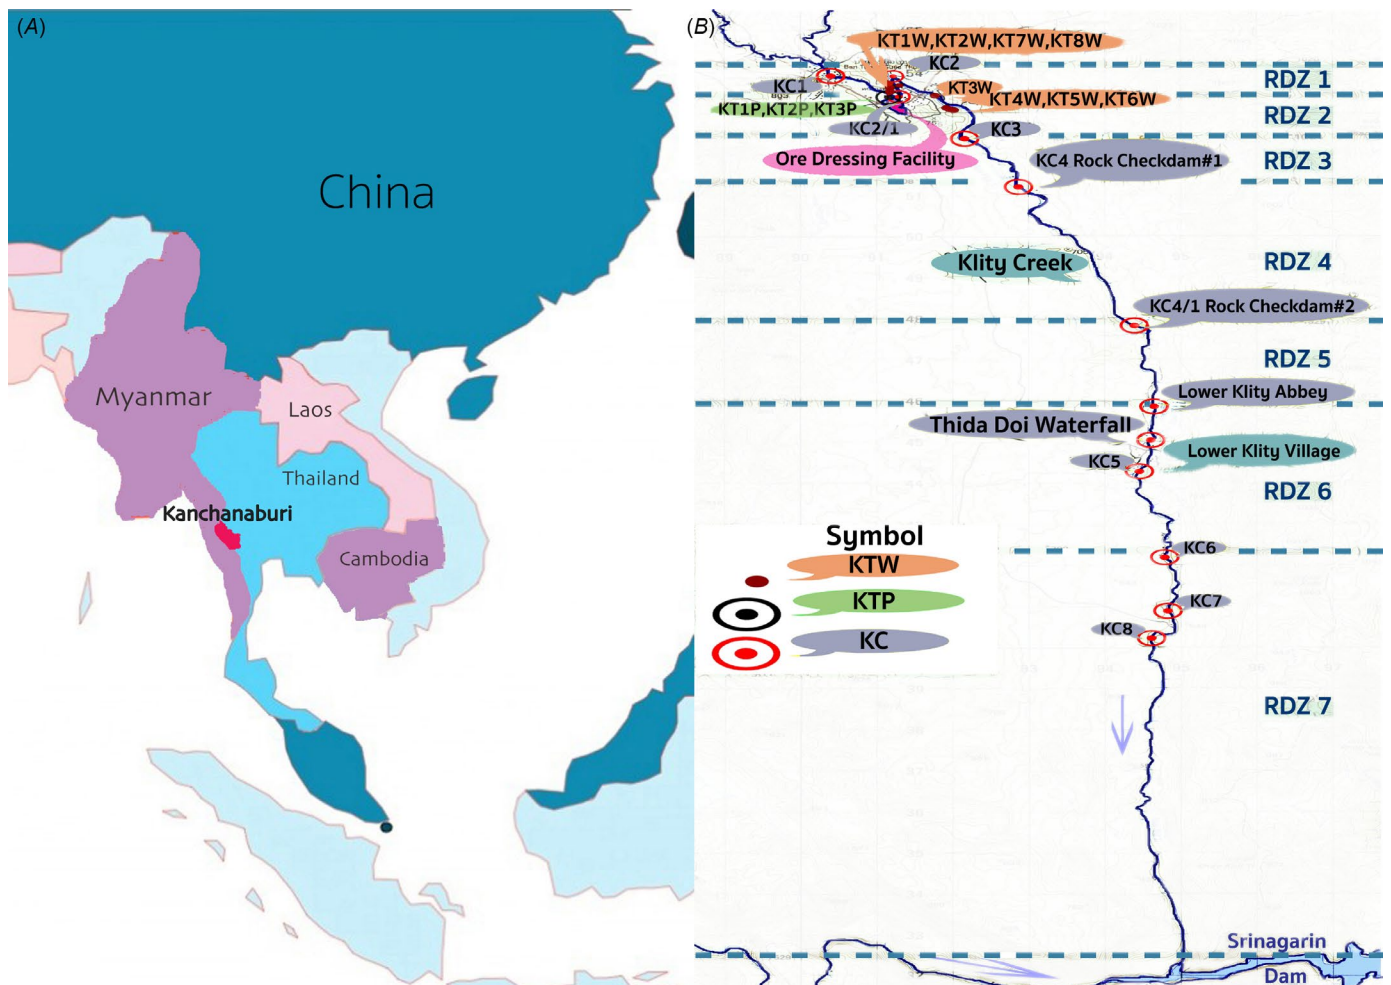 (A)
China
Myanmar
Laos
Thailand
Kanchanaburi
Cambodia
(B)
KT1W,KT2W,KT7W,KT8W
KC2
RDZ 1
KC1
KT3W
KT4W,KT5W,KT6W
KT1P,KT2P,KT3P
RDZ 2
KC2/1
KC3
Ore Dressing Facility
KC4 Rock Checkdam#1
RDZ 3
Klity Creek
RDZ 4
KC4/1 Rock Checkdam#2
RDZ 5
Lower Klity Abbey
Thida Doi Waterfall
Lower Klity Village
KC5
RDZ 6
Symbol
KTW
KTP
KC
KC6
KC7
KC8
RDZ 7
Srinagarin
Dam